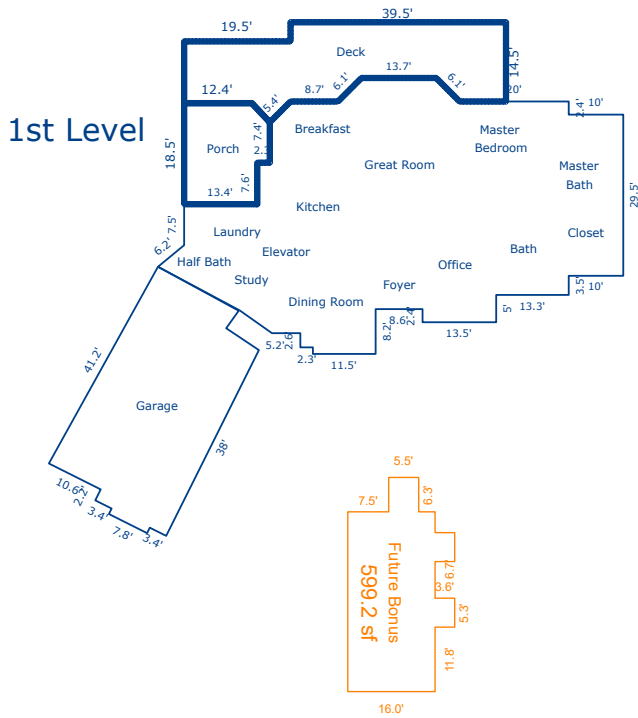 39.5'
19.5'
Deck
14.5'
13.7'
6.1'
6.1'
12.4'
5.4'
8.7'
20'
10'
2.4'
1st Level
Breakfast
Master
Bedroom
7.4'
Porch
2.3'
18.5'
Great Room
Master
Bath
7.6'
13.4'
29.5'
Kitchen
7.5'
Laundry
Closet
6.2'
Elevator
Bath
Half Bath
Office
Study
Foyer
3.5'
10'
Dining Room
13.3'
5'
8.6'
2.4'
13.5'
8.2'
5.2'
2.6'
2.3'
11.5'
41.2'
Garage
38'
10.6'
2.2'
3.4'
7.8'
3.4'
5.5'
7.5'
6.3'
Future Bonus
599.2 sf
6.7'
3.6'
5.3'
11.8'
16.0'